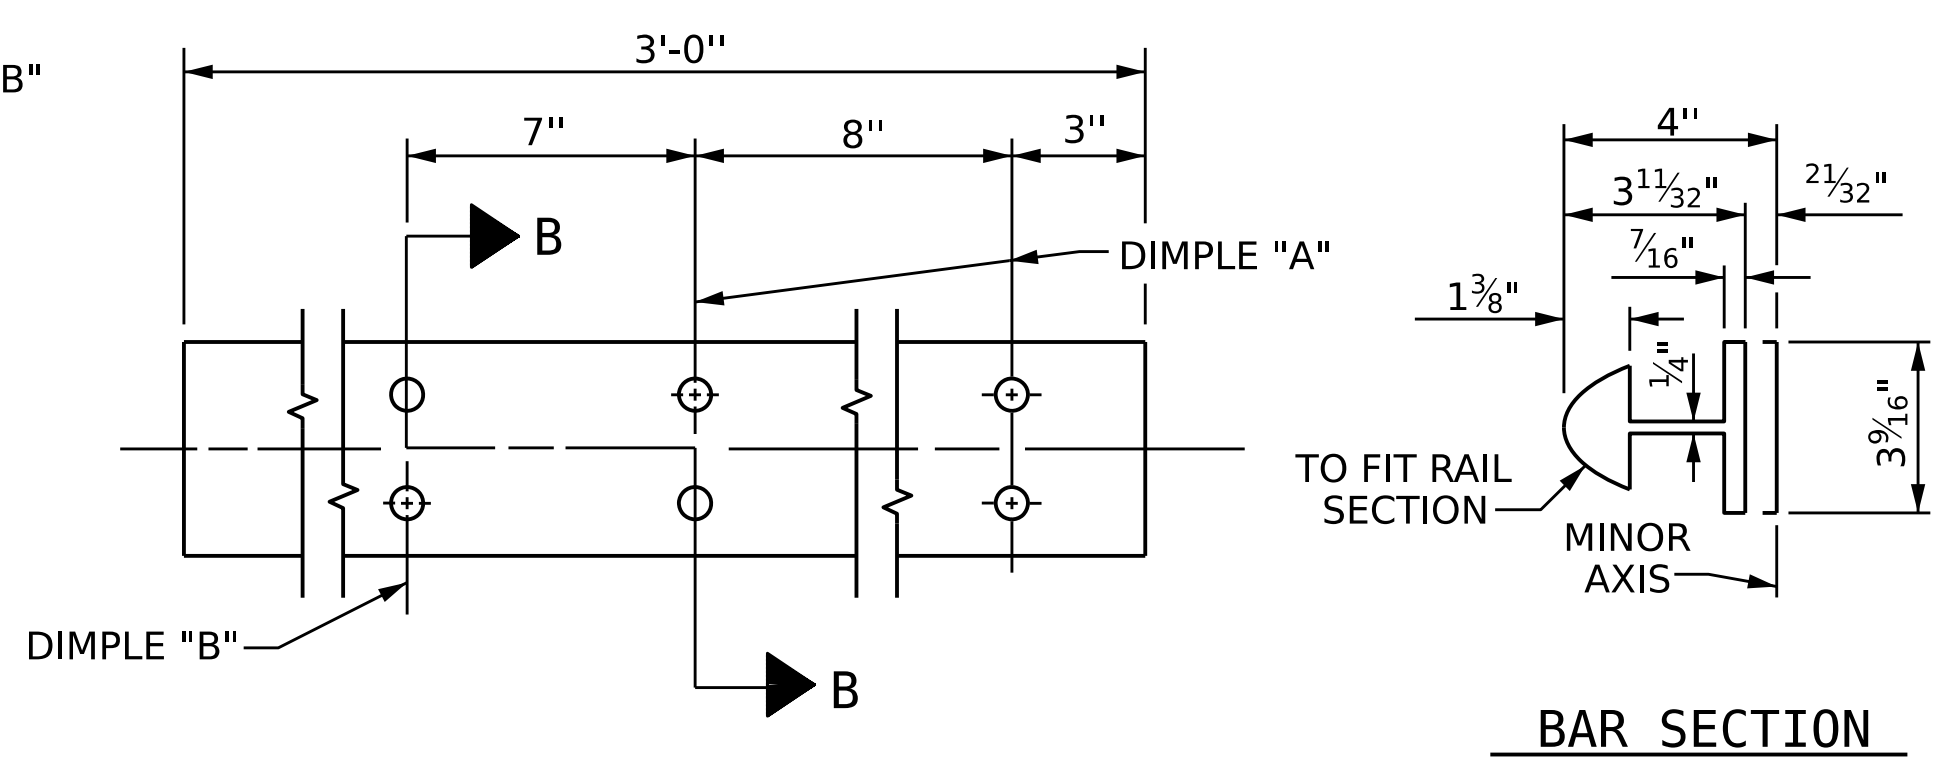 B"
3'-0''
7''
8''
3''
B
DIMPLE "A"
DIMPLE "B"
B
4''
3 11/32"
21/32"
7/16"
1 3/8"
1/4"
3 9/16"
TO FIT RAIL
SECTION
MINOR
AXIS
BAR SECTION